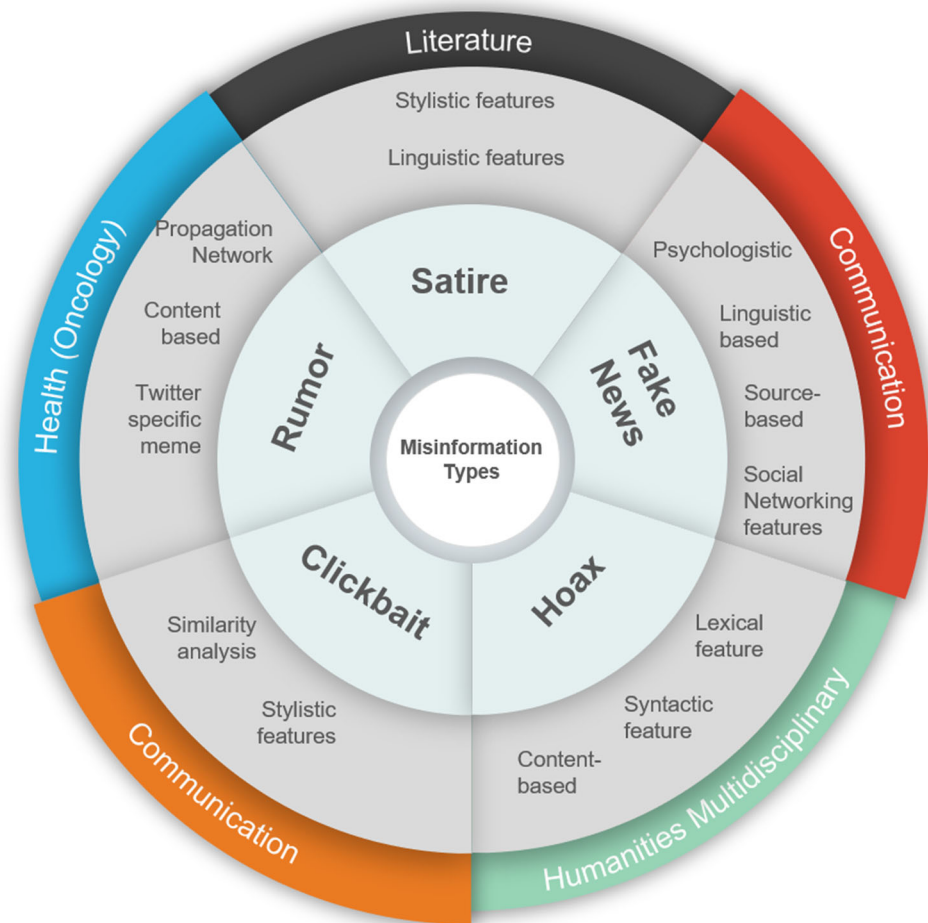 Literature
Stylistic features
Linguistic features
Satire
Communication
Psychologistic
Linguistic
based
Source-
based
Social
Networking
features
Fake
News
Humanities Multidisciplinary
Lexical
feature
Syntactic
feature
Content-
based
Hoax
Communication
Similarity
analysis
Stylistic
features
Clickbait
Health (Oncology)
Propagation
Network
Content
based
Twitter
specific
meme
Rumor
Misinformation
Types